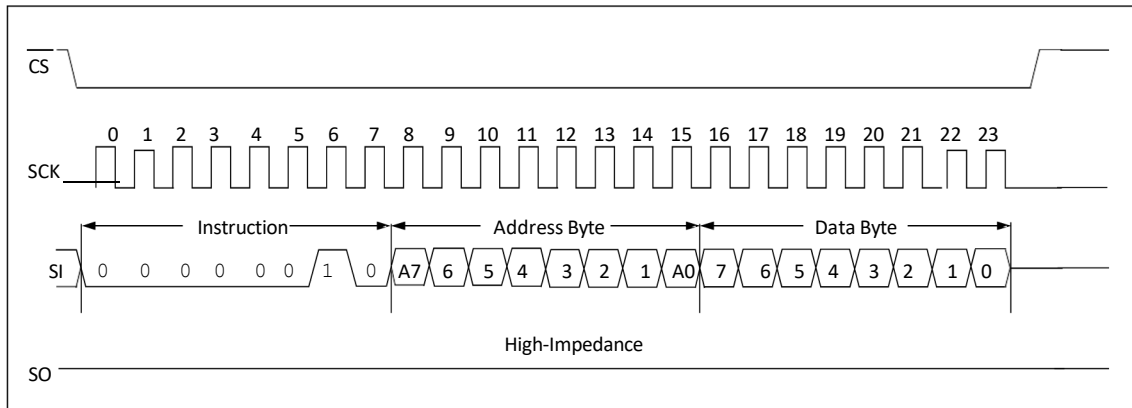 CS
0 1 2 3 4 5 6 7 8 9 10 11 12 13 14 15 16 17 18 19 20 21 22 23
SCK
Instruction Address Byte Data Byte
SI 0 0 0 0 0 0 1 0 A7 6 5 4 3 2 1 A0 7 6 5 4 3 2 1 0
High-Impedance
SO